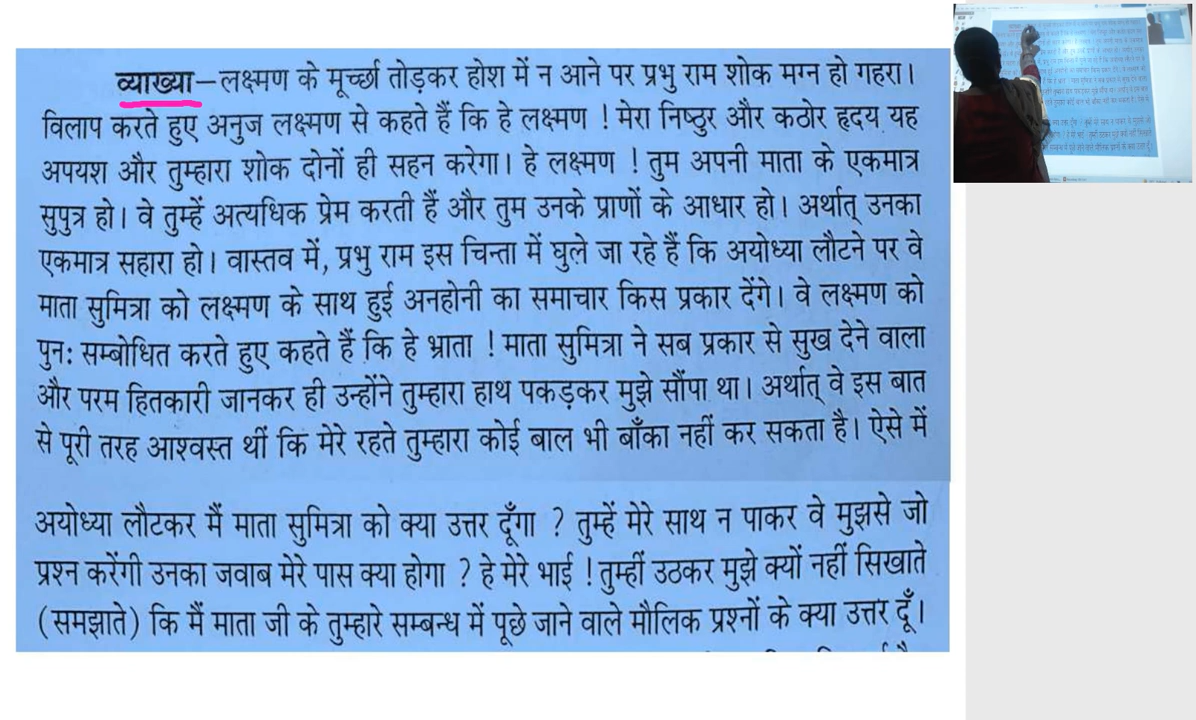 व्याख्या–लक्ष्मण के मूर्च्छा तोड़कर होश में न आने पर प्रभु राम शोक मग्न हो गहरा।
विलाप करते हुए अनुज लक्ष्मण से कहते हैं कि हे लक्ष्मण ! मेरा निष्ठुर और कठोर हृदय यह
अपयश और तुम्हारा शोक दोनों ही सहन करेगा। हे लक्ष्मण ! तुम अपनी माता के एकमात्र
सुपुत्र हो। वे तुम्हें अत्यधिक प्रेम करती हैं और तुम उनके प्राणों के आधार हो। अर्थात् उनका
एकमात्र सहारा हो। वास्तव में, प्रभु राम इस चिन्ता में घुले जा रहे हैं कि अयोध्या लौटने पर वे
माता सुमित्रा को लक्ष्मण के साथ हुई अनहोनी का समाचार किस प्रकार देंगे। वे लक्ष्मण को
पुन: सम्बोधित करते हुए कहते हैं कि हे भ्राता ! माता सुमित्रा ने सब प्रकार से सुख देने वाला
और परम हितकारी जानकर ही उन्होंने तुम्हारा हाथ पकड़कर मुझे सौंपा था। अर्थात् वे इस बात
से पूरी तरह आश्वस्त थीं कि मेरे रहते तुम्हारा कोई बाल भी बाँका नहीं कर सकता है। ऐसे में
अयोध्या लौटकर मैं माता सुमित्रा को क्या उत्तर दूँगा ? तुम्हें मेरे साथ न पाकर वे मुझसे जो
प्रश्न करेंगी उनका जवाब मेरे पास क्या होगा ? हे मेरे भाई ! तुम्हीं उठकर मुझे क्यों नहीं सिखाते
(समझाते) कि मैं माता जी के तुम्हारे सम्बन्ध में पूछे जाने वाले मौलिक प्रश्नों के क्या उत्तर दूँ।